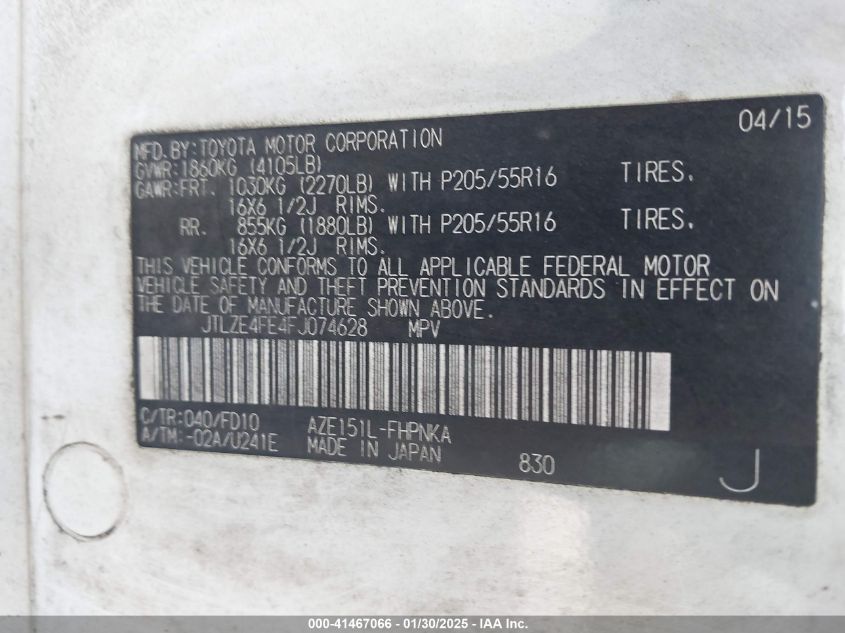 04/15
MFD.BY:TOYOTA MOTOR CORPORATION
GVWR:1860KG (4105LB)
GAWR:FRT. 1030KG (2270LB) WITH P205/55R16 TIRES.
16X6 1/2J RIMS.
RR. 855KG (1880LB) WITH P205/55R16 TIRES.
16X6 1/2J RIMS.
THIS VEHICLE CONFORMS TO ALL APPLICABLE FEDERAL MOTOR
VEHICLE SAFETY AND THEFT PREVENTION STANDARDS IN EFFECT ON
THE DATE OF MANUFACTURE SHOWN ABOVE.
JTLZE4FE4FJ074628 MPV
C/TR:040/FD10 AZE151L-FHPNKA
A/TM:-02A/U241E MADE IN JAPAN 830 J
000-41467066 - 01/30/2025 - IAA Inc.